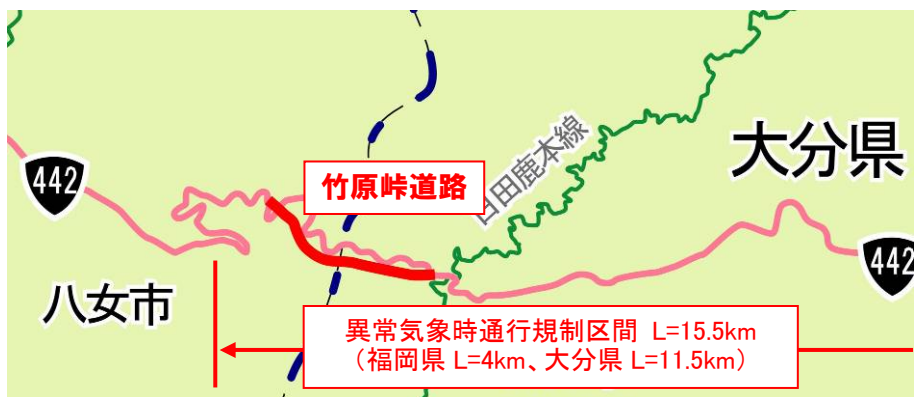 大分県
442
竹原峠道路
日田鹿本線
442
八女市
異常気象時通行規制区間 L=15.5km
（福岡県 L=4km、大分県 L=11.5km）